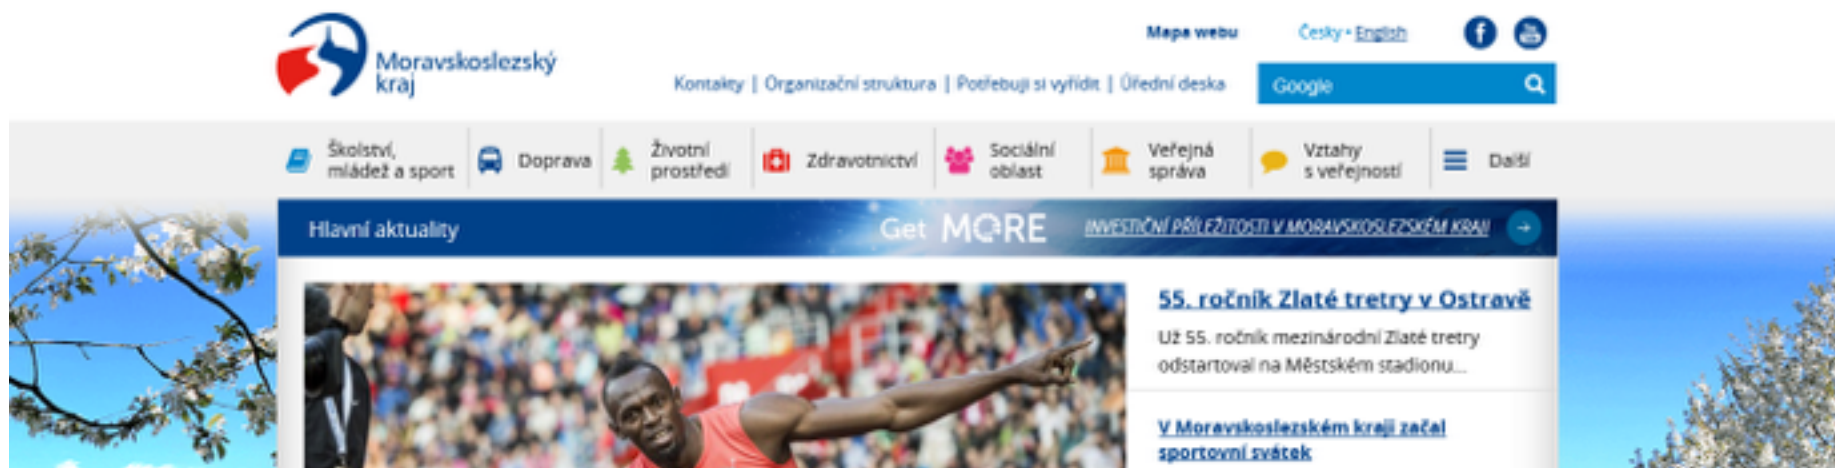 Moravskoslezský
kraj
Mapa webu
Česky • English
Kontakty | Organizační struktura | Potřebuji si vyřídit | Úřední deska
Google
Školství,
mládež a sport
Doprava
Životní
prostředí
Zdravotnictví
Sociální
oblast
Veřejná
správa
Vztahy
s veřejností
Další
Hlavní aktuality
Get MORE
INVESTIČNÍ PŘÍLEŽITOSTI V MORAVSKOSLEZSKÉM KRAJI
55. ročník Zlaté tretry v Ostravě
Už 55. ročník mezinárodní Zlaté tretry
odstartoval na Městském stadionu...
V Moravskoslezském kraji začal
sportovní svátek